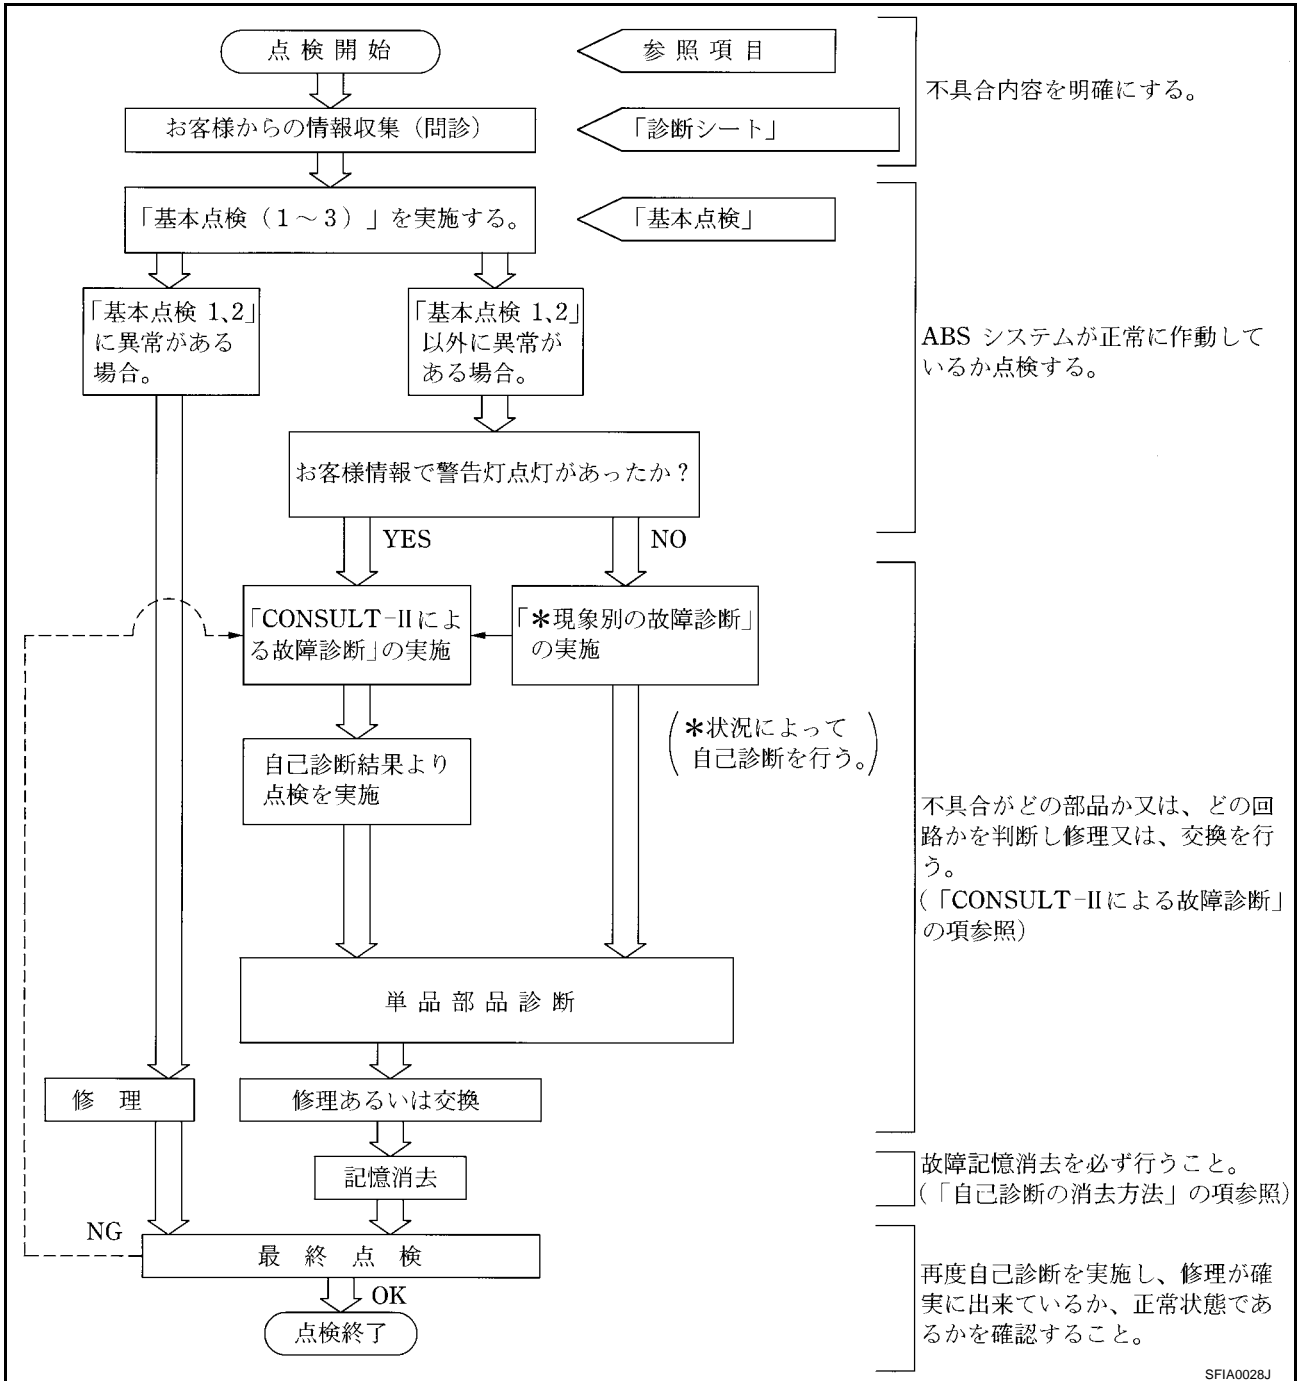 点検開始
参照項目
不具合内容を明確にする。
お客様からの情報収集（問診）
「診断シート」
「基本点検（1～3）」を実施する。
「基本点検」
「基本点検 1、2」
に異常がある
場合。
「基本点検 1、2」
以外に異常が
ある場合。
ABS システムが正常に作動して
いるか点検する。
お客様情報で警告灯点灯があったか？
YES
NO
「CONSULT-Ⅱによ
る故障診断」の実施
「＊現象別の故障診断」
の実施
（＊状況によって
自己診断を行う。）
自己診断結果より
点検を実施
不具合がどの部品か又は、どの回
路かを判断し修理又は、交換を行
う。
（「CONSULT-Ⅱによる故障診断」
の項参照）
単品部品診断
修理
修理あるいは交換
記憶消去
故障記憶消去を必ず行うこと。
（「自己診断の消去方法」の項参照）
NG
最終点検
OK
点検終了
再度自己診断を実施し、修理が確
実に出来ているか、正常状態であ
るかを確認すること。
SFIA0028J